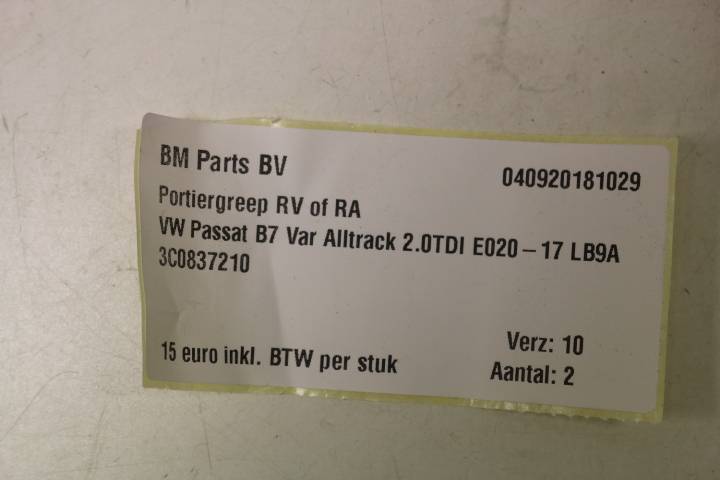 BM Parts BV
040920181029
Portiergreep RV of RA
VW Passat B7 Var Alltrack 2.0TDI E020-17 LB9A
3C0837210
15 euro inkl. BTW per stuk
Verz: 10
Aantal: 2